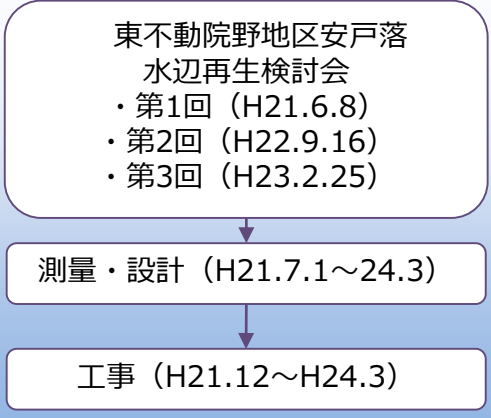 東不動院野地区安戸落
水辺再生検討会
・第1回（H21.6.8）
・第2回（H22.9.16）
・第3回（H23.2.25）
測量・設計（H21.7.1～24.3）
工事（H21.12～H24.3）